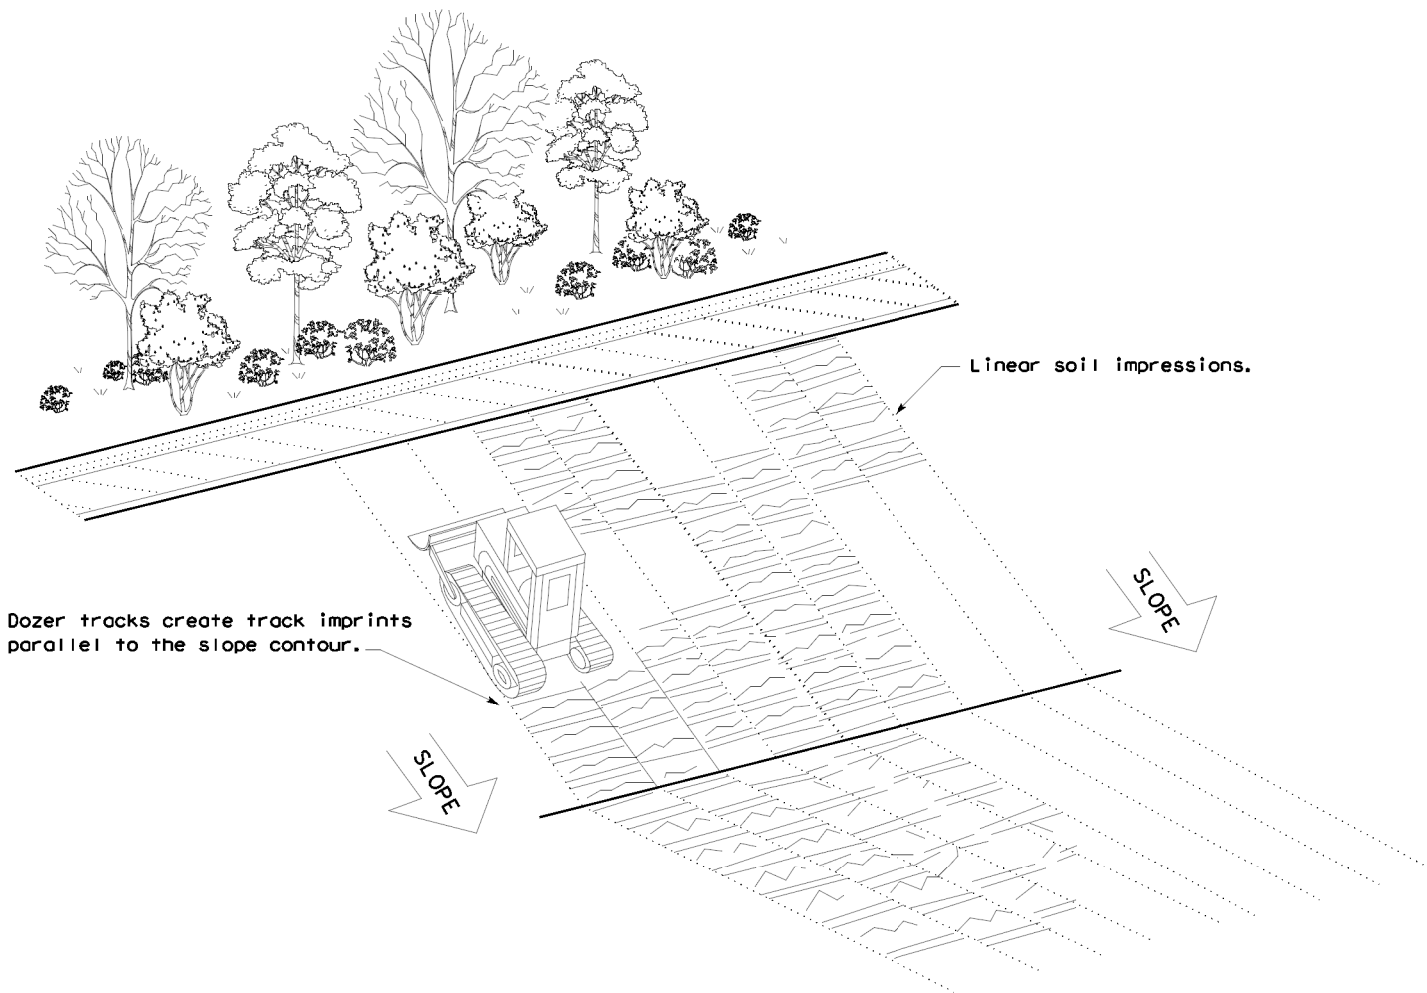 Linear soil impressions.
SLOPE
Dozer tracks create track imprints
parallel to the slope contour.
SLOPE